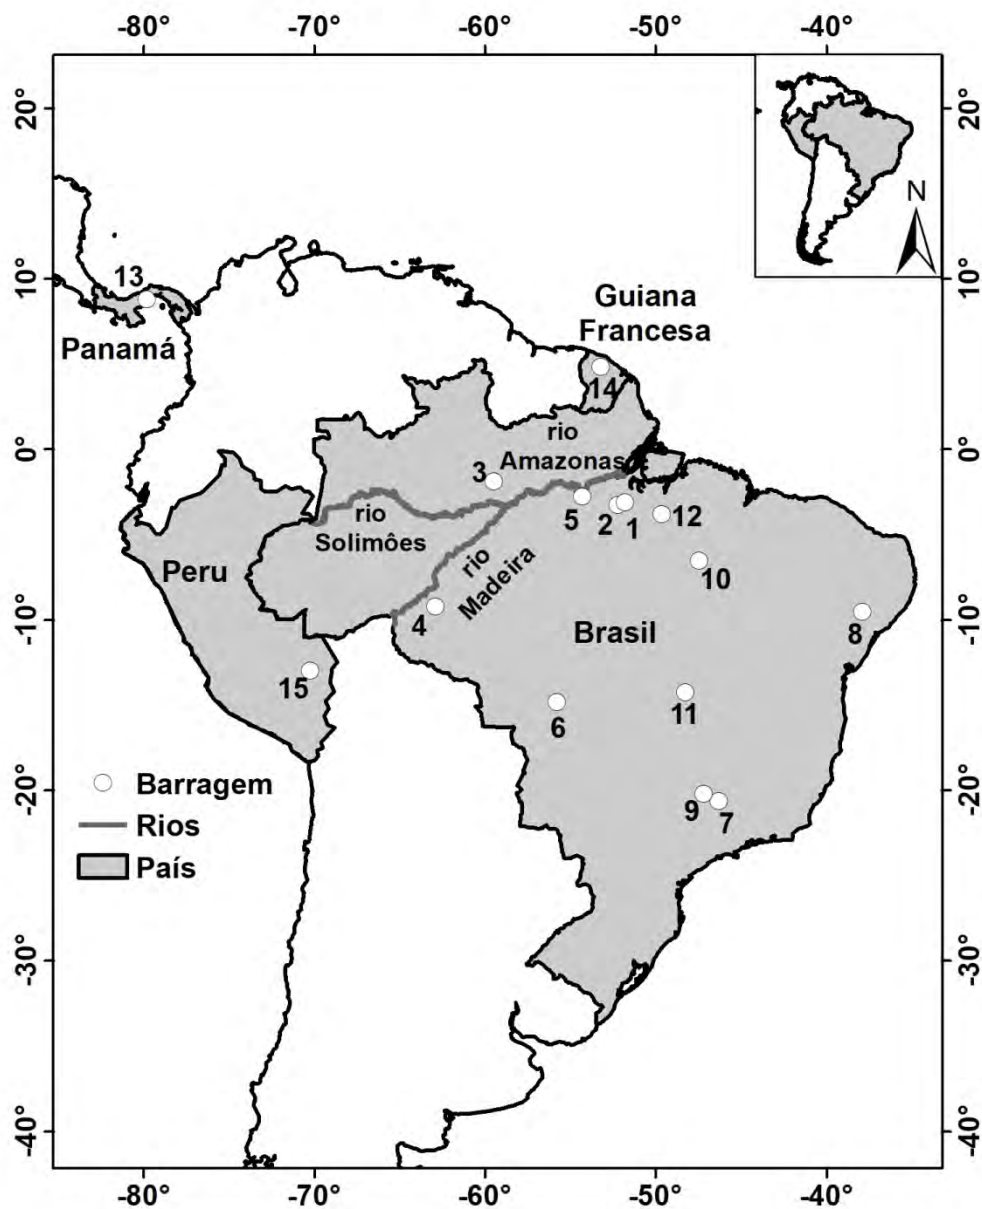 -80° -70° -60° -50° -40°
20° 20°
N
10° 10°
13
Panamá
Guiana
Francesa
14
0° 0°
rio
Amazonas
3
rio
Solimôes
5
2
1
12
Peru
rio
Madeira
10
-10° -10°
4
Brasil
8
15
6
11
Barragem
-20° -20°
9
7
Rios
País
-30° -30°
-40° -40°
-80° -70° -60° -50° -40°